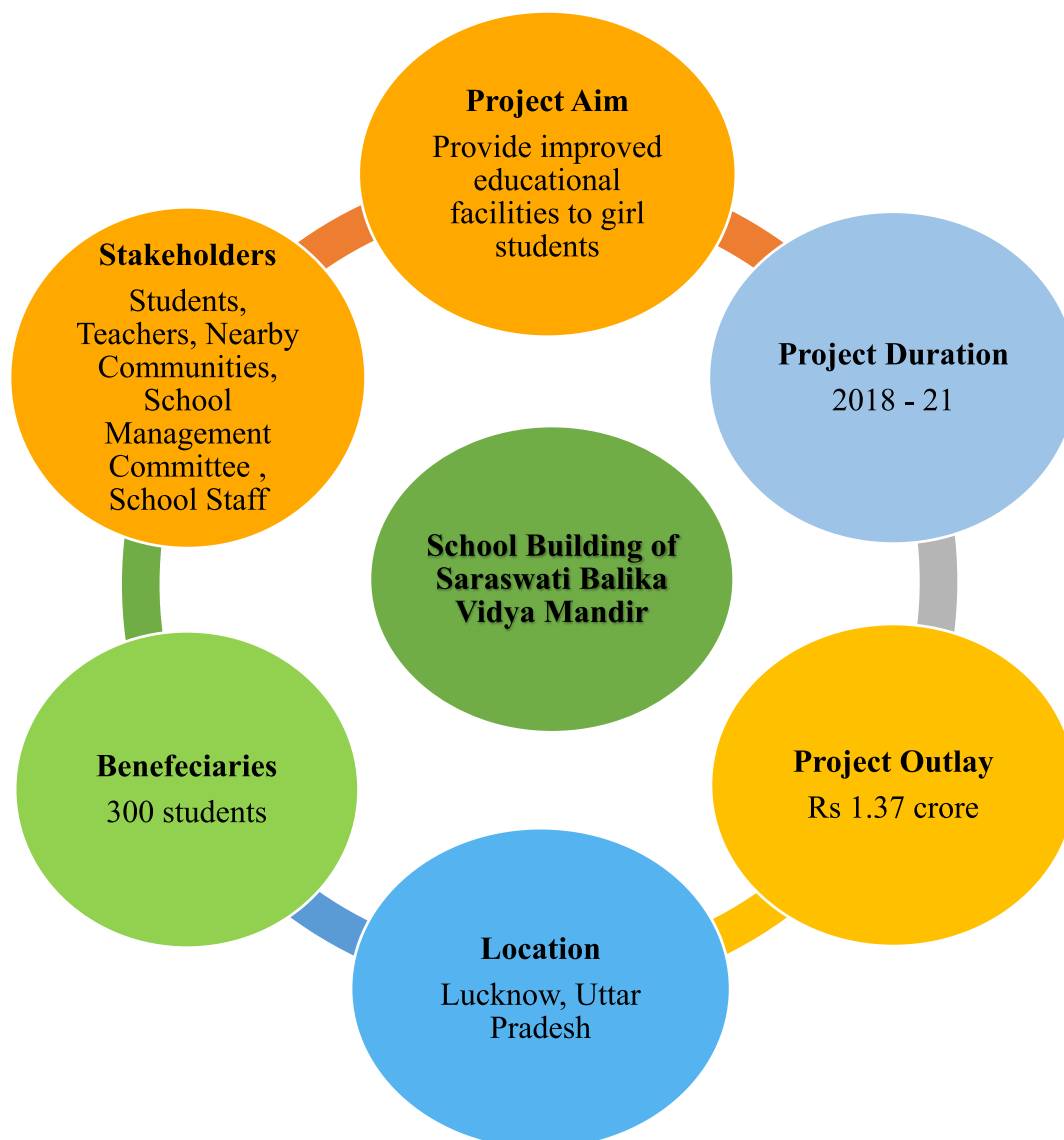 Project Aim
Provide improved
educational
facilities to girl
students
Project Duration
2018 - 21
Project Outlay
Rs 1.37 crore
Location
Lucknow, Uttar
Pradesh
Benefeciaries
300 students
Stakeholders
Students,
Teachers, Nearby
Communities,
School
Management
Committee ,
School Staff
School Building of
Saraswati Balika
Vidya Mandir